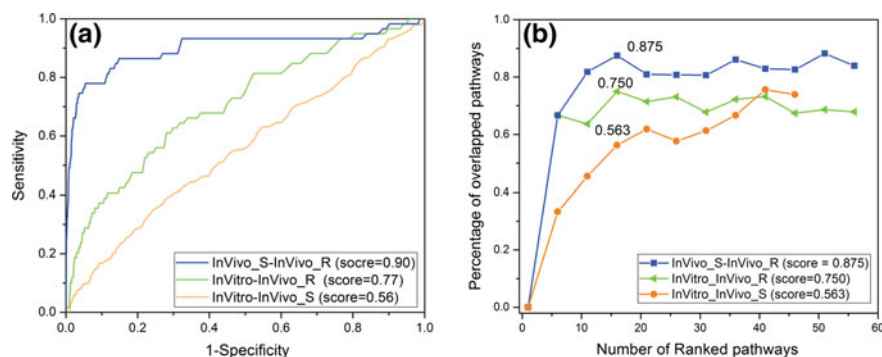 (a)
1.0
0.8
0.6
0.4
0.2
0.0
Sensitivity
InVivo_S-InVivo_R (socre=0.90)
InVitro-InVivo_R (score=0.77)
InVitro-InVivo_S (score=0.56)
0.0 0.2 0.4 0.6 0.8 1.0
1-Specificity
(b)
1.0
0.8
0.6
0.4
0.2
0.0
Percentage of overlapped pathways
0.875
0.750
0.563
InVivo_S-InVivo_R (score = 0.875)
InVitro_InVivo_R (score=0.750)
InVitro_InVivo_S (score=0.563)
0 10 20 30 40 50 60
Number of Ranked pathways